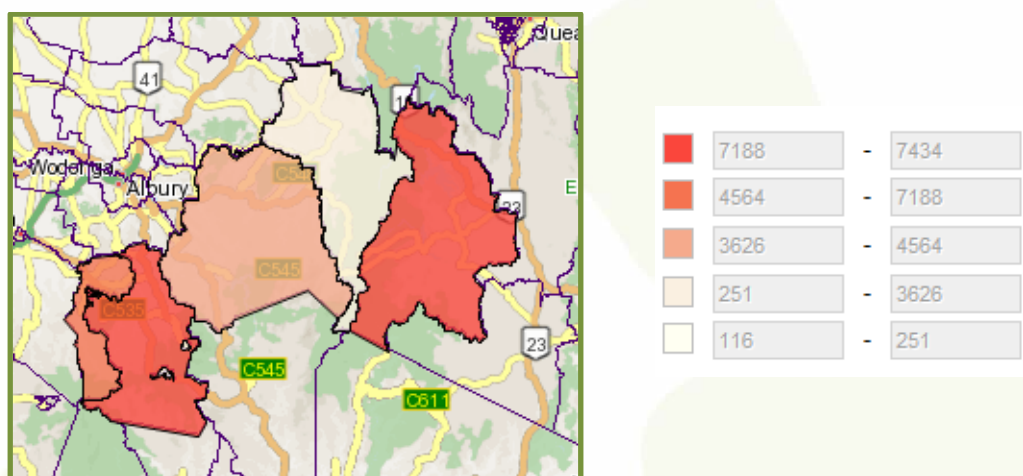 Quea
41
Wodonga
Albury
C545
C535
23
E
23
C545
C611
7188 - 7434
4564 - 7188
3626 - 4564
251 - 3626
116 - 251